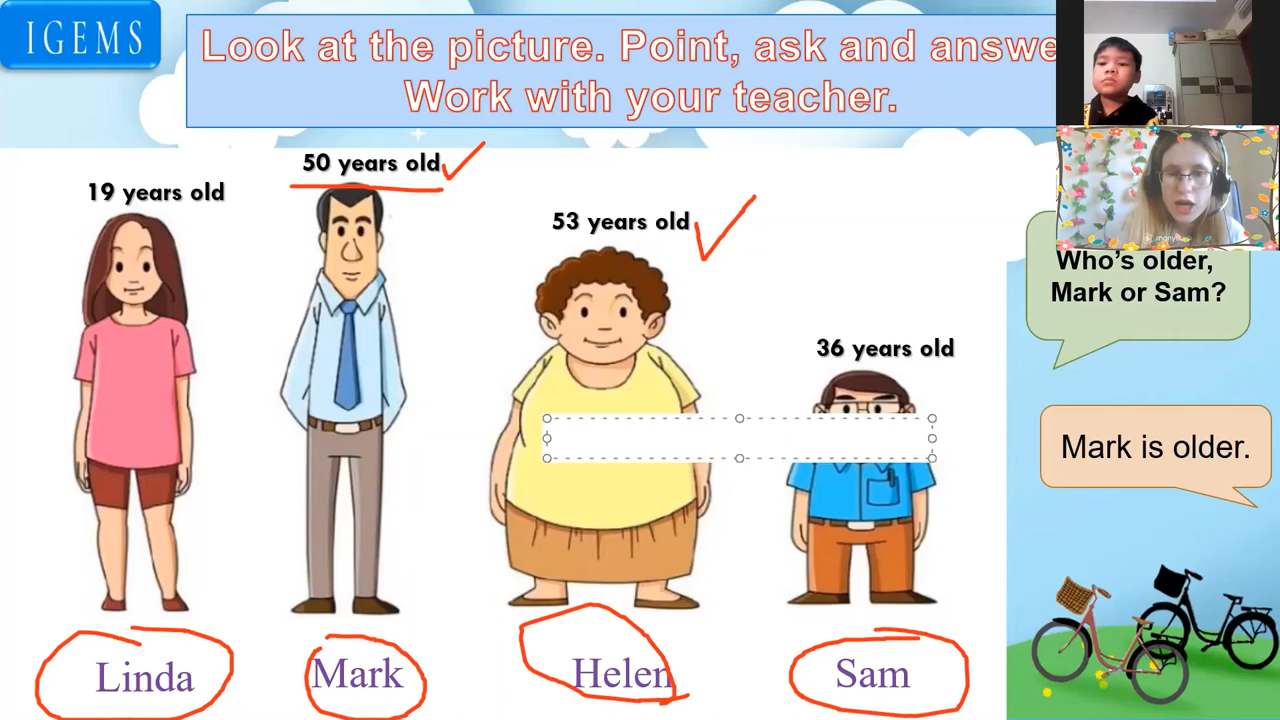 IGEMS
Look at the picture. Point, ask and answe
Work with your teacher.
19 years old
50 years old
53 years old
36 years old
Who's older,
Mark or Sam?
Mark is older.
Linda
Mark
Helen
Sam